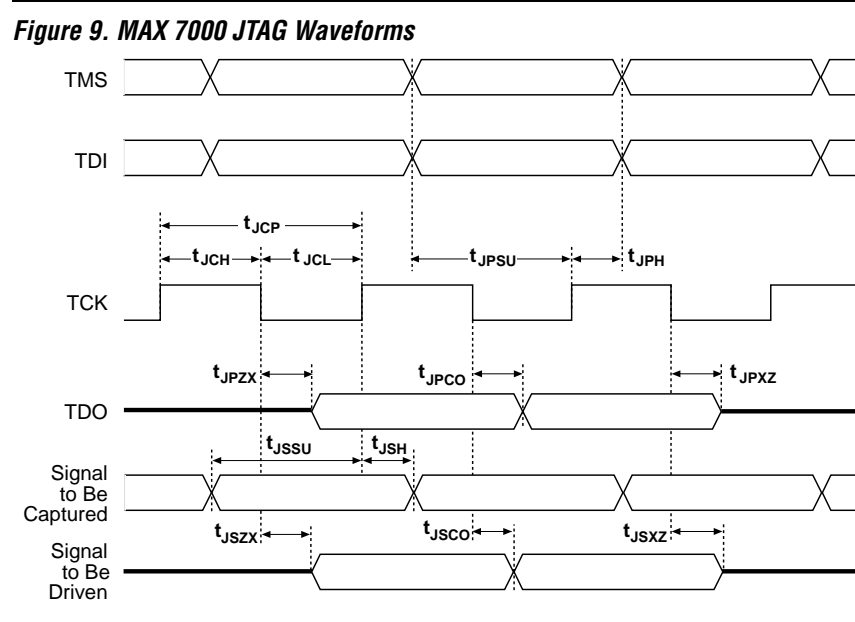 Figure 9. MAX 7000 JTAG Waveforms
TMS
TDI
tJCP
tJCH
tJCL
tJPSU
tJPH
TCK
tJPZX
tJPCO
tJPXZ
TDO
tJSSU
tJSH
Signal
to Be
Captured
tJSZX
tJSCO
tJSXZ
Signal
to Be
Driven